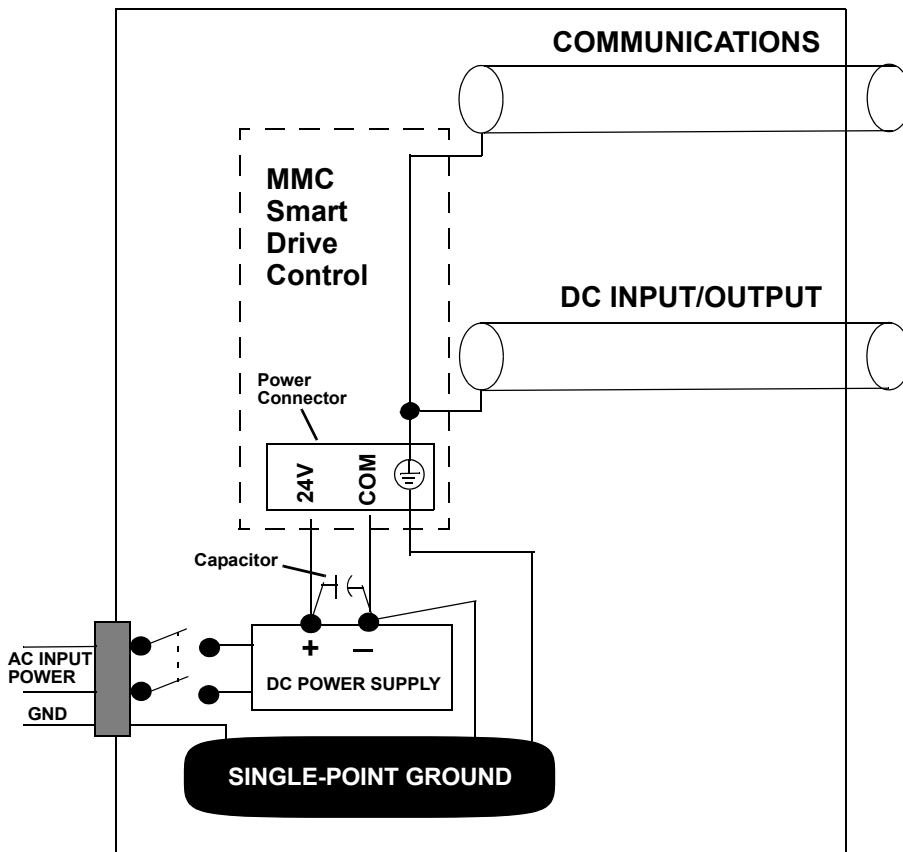 COMMUNICATIONS
MMC
Smart
Drive
Control
DC INPUT/OUTPUT
Power
Connector
24V
COM
Capacitor
+ –
DC POWER SUPPLY
AC INPUT
POWER
GND
SINGLE-POINT GROUND